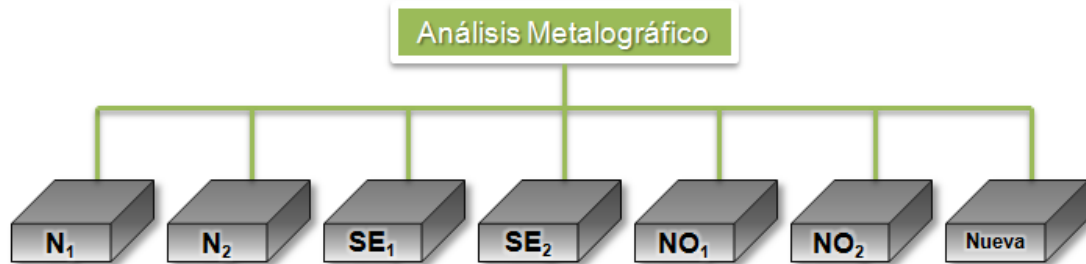 Análisis Metalográfico
N₁ N₂ SE₁ SE₂ NO₁ NO₂ Nueva